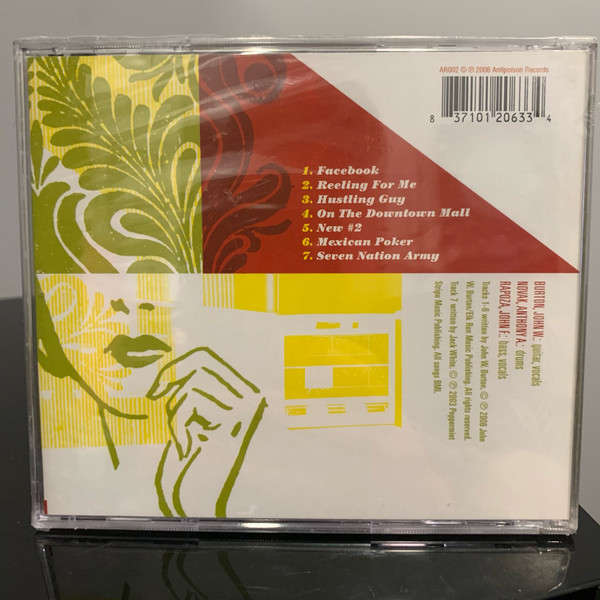 AR002 © ℗ 2006 Antipoison Records
8 37101 20633 4
1. Facebook
2. Reeling For Me
3. Hustling Guy
4. On The Downtown Mall
5. New #2
6. Mexican Poker
7. Seven Nation Army
BURTON, JOHN W.: guitar, vocals
NOVAK, ANTHONY A.: drums
RAPOZA, JOHN F.: bass, vocals
Tracks 1-6 written by John W. Burton, © ℗ 2006 John
W. Burton/Elk Run Music Publishing. All rights reserved.
Track 7 written by Jack White, © ℗ 2003 Peppermint
Stripe Music Publishing. All songs BMI.